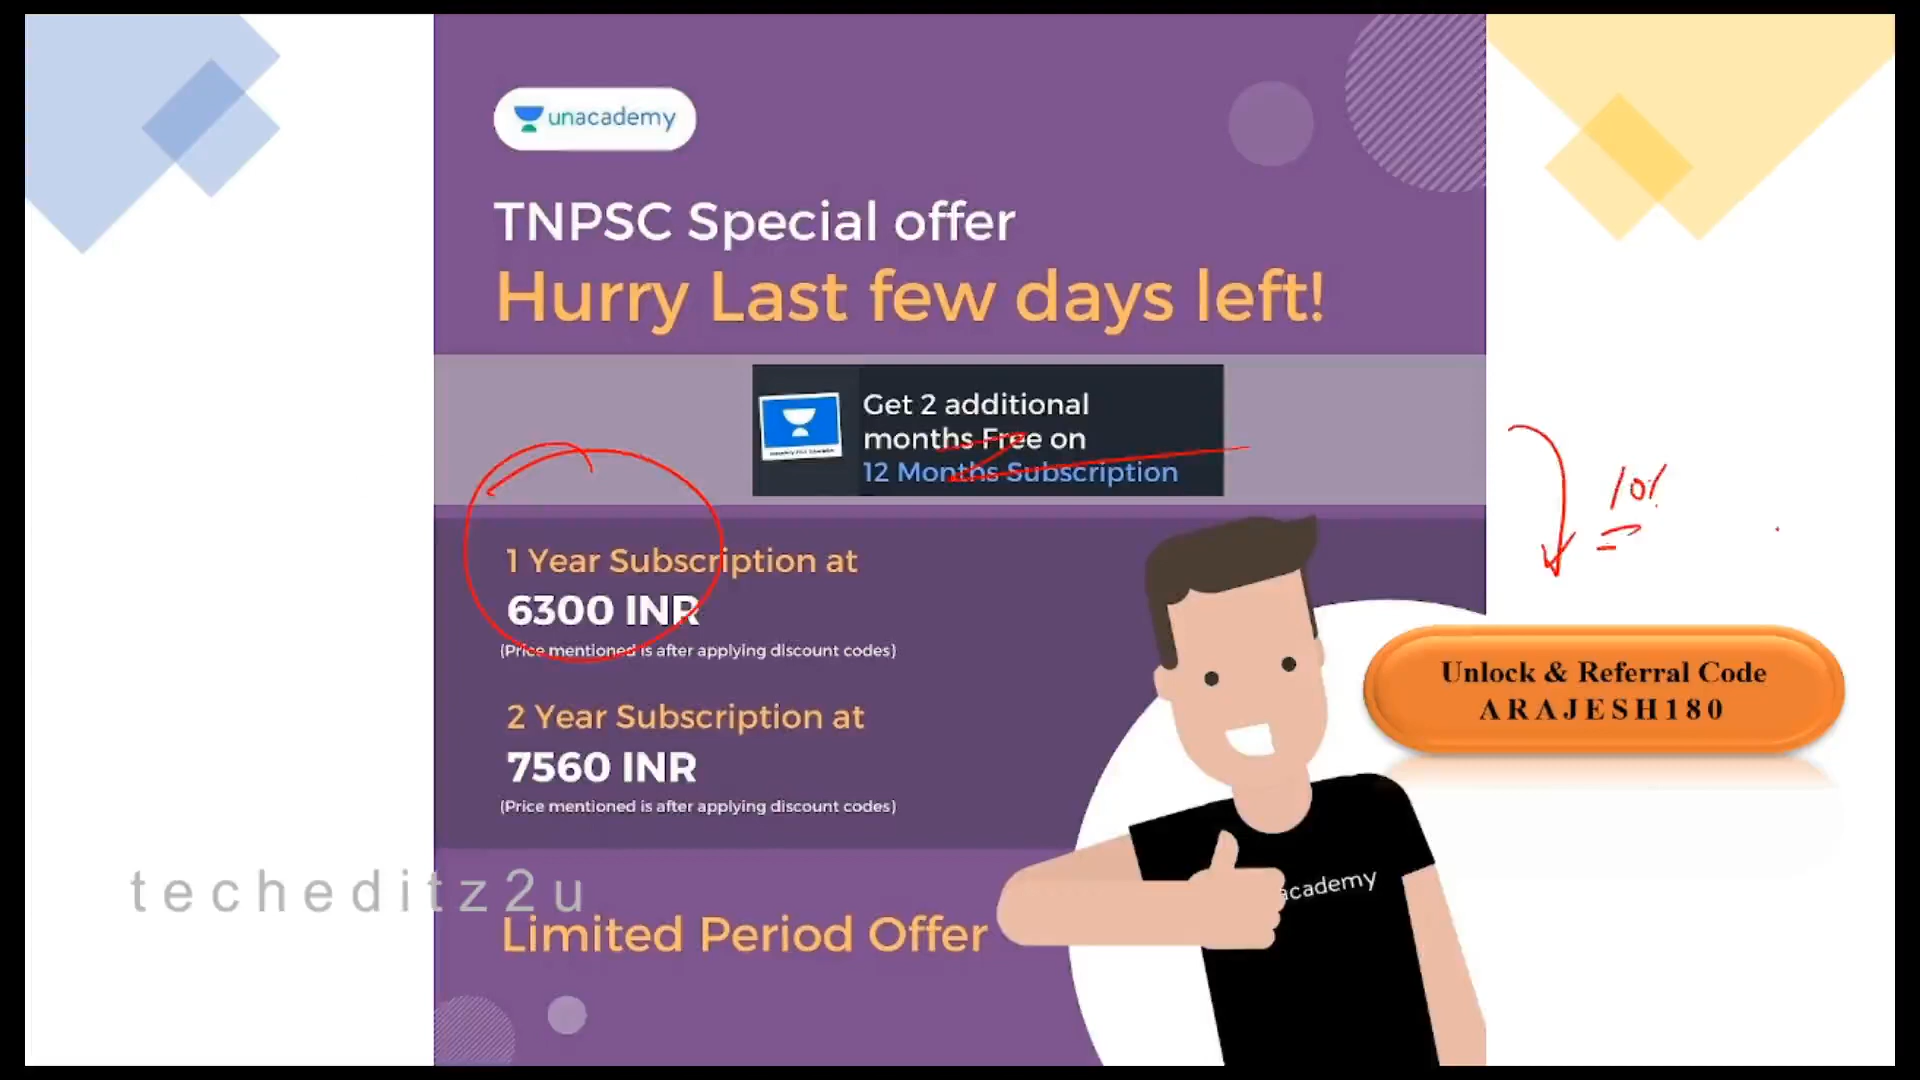 unacademy
TNPSC Special offer
Hurry Last few days left!
Get 2 additional
months Free on
12 Months Subscription
1 Year Subscription at
6300 INR
(Price mentioned is after applying discount codes)
2 Year Subscription at
7560 INR
(Price mentioned is after applying discount codes)
Limited Period Offer
10%
Unlock & Referral Code
ARAJESH180
academy
techeditz2u